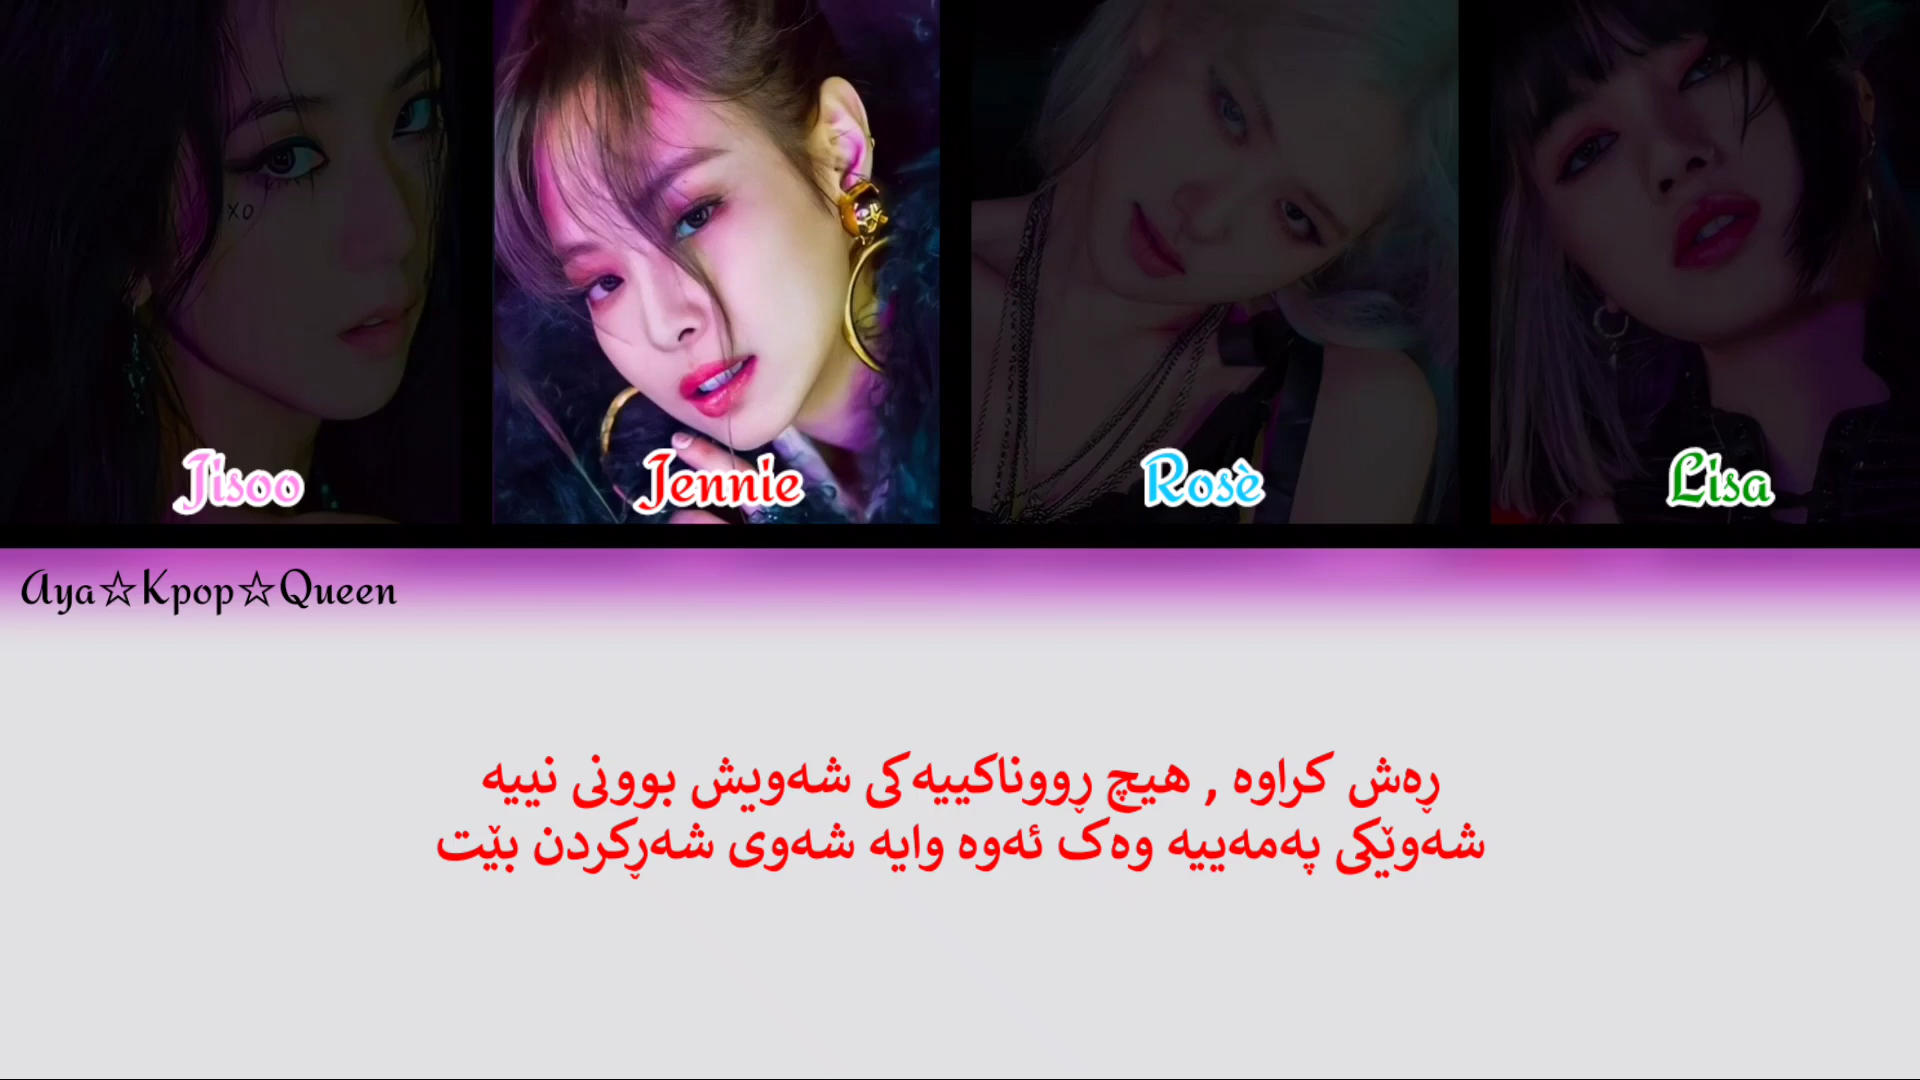 XO
Jisoo
Jennie
Rosè
Lisa
Aya☆Kpop☆Queen
ڕەش کراوە , هیچ ڕووناکییەکی شەویش بوونی نییە
شەوێکی پەمەییە وەک ئەوە وایە شەوی شەڕکردن بێت